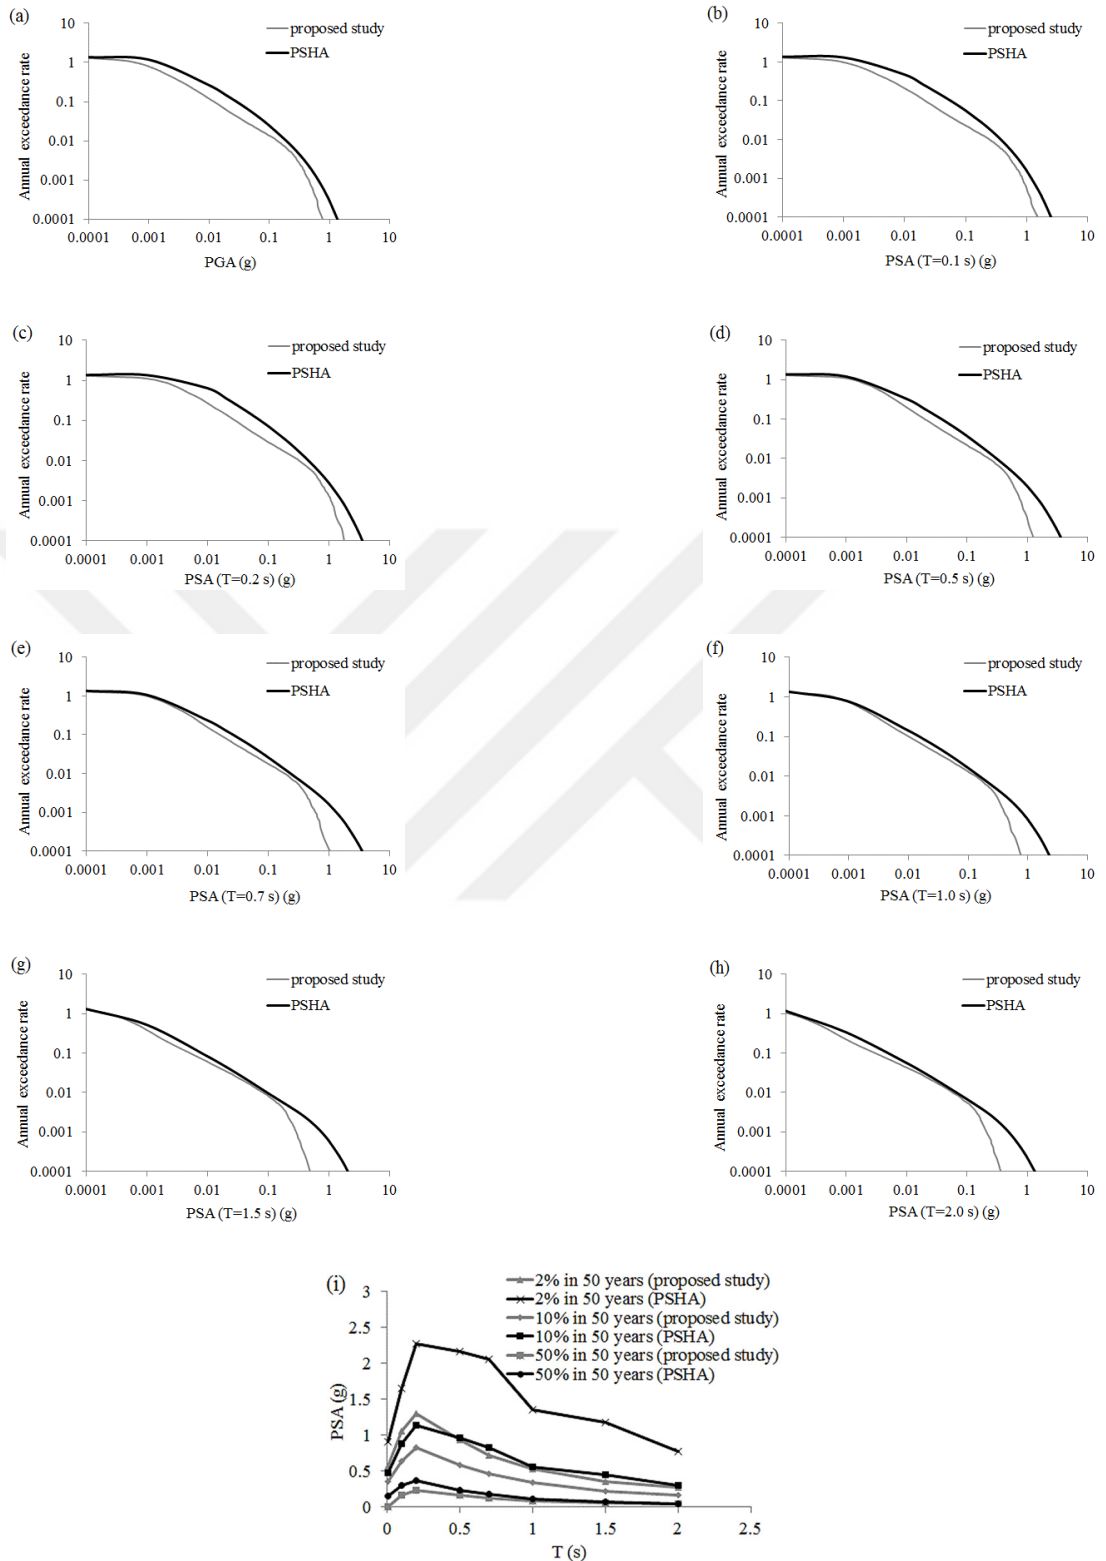 (a)
10
1
0.1
0.01
0.001
0.0001
Annual exceedance rate
proposed study
PSHA
0.0001 0.001 0.01 0.1 1 10
PGA (g)
(b)
10
1
0.1
0.01
0.001
0.0001
Annual exceedance rate
proposed study
PSHA
0.0001 0.001 0.01 0.1 1 10
PSA (T=0.1 s) (g)
(c)
10
1
0.1
0.01
0.001
0.0001
Annual exceedance rate
proposed study
PSHA
0.0001 0.001 0.01 0.1 1 10
PSA (T=0.2 s) (g)
(d)
10
1
0.1
0.01
0.001
0.0001
Annual exceedance rate
proposed study
PSHA
0.0001 0.001 0.01 0.1 1 10
PSA (T=0.5 s) (g)
(e)
10
1
0.1
0.01
0.001
0.0001
Annual exceedance rate
proposed study
PSHA
0.0001 0.001 0.01 0.1 1 10
PSA (T=0.7 s) (g)
(f)
10
1
0.1
0.01
0.001
0.0001
Annual exceedance rate
proposed study
PSHA
0.0001 0.001 0.01 0.1 1 10
PSA (T=1.0 s) (g)
(g)
10
1
0.1
0.01
0.001
0.0001
Annual exceedance rate
proposed study
PSHA
0.0001 0.001 0.01 0.1 1 10
PSA (T=1.5 s) (g)
(h)
10
1
0.1
0.01
0.001
0.0001
Annual exceedance rate
proposed study
PSHA
0.0001 0.001 0.01 0.1 1 10
PSA (T=2.0 s) (g)
(i)
3
2.5
2
1.5
1
0.5
0
PSA (g)
2% in 50 years (proposed study)
2% in 50 years (PSHA)
10% in 50 years (proposed study)
10% in 50 years (PSHA)
50% in 50 years (proposed study)
50% in 50 years (PSHA)
0 0.5 1 1.5 2 2.5
T (s)